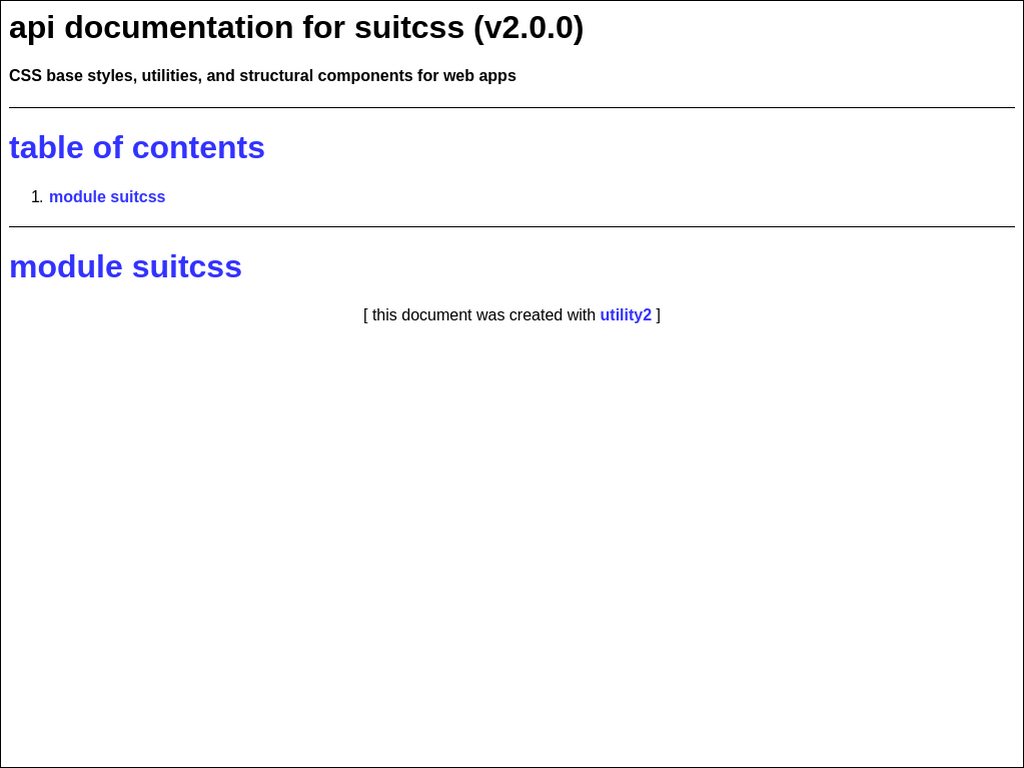 api documentation for suitcss (v2.0.0)
CSS base styles, utilities, and structural components for web apps
table of contents
1. module suitcss
module suitcss
[ this document was created with utility2 ]